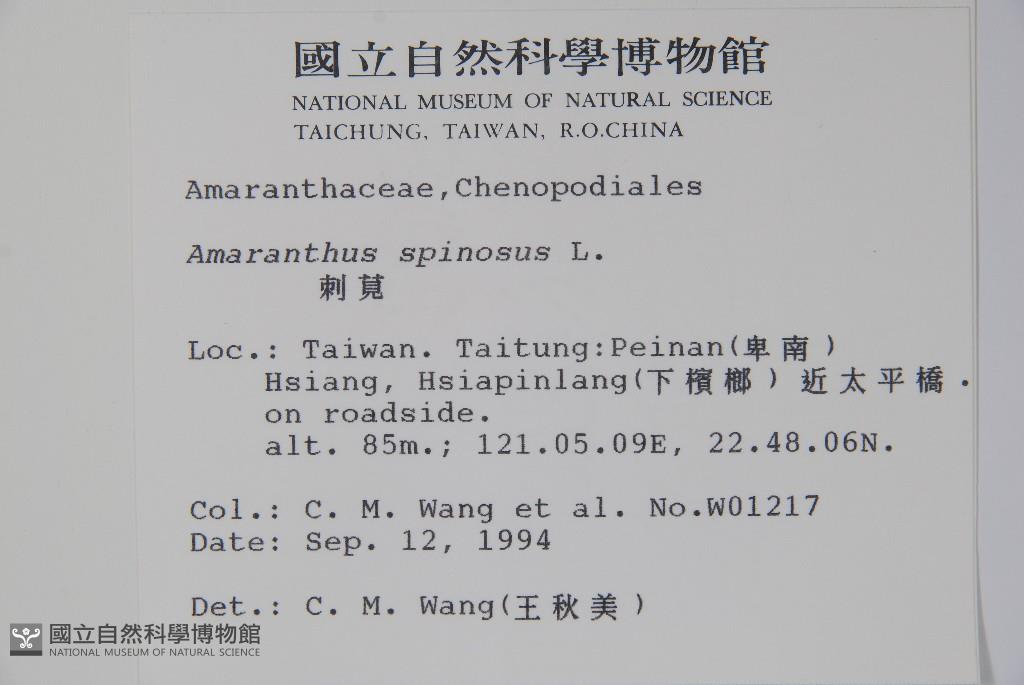 國立自然科學博物館
NATIONAL MUSEUM OF NATURAL SCIENCE
TAICHUNG, TAIWAN, R.O.CHINA
Amaranthaceae,Chenopodiales
Amaranthus spinosus L.
刺莧
Loc.: Taiwan. Taitung:Peinan(卑南)
Hsiang, Hsiapinlang(下檳榔)近太平橋.
on roadside.
alt. 85m.; 121.05.09E, 22.48.06N.
Col.: C. M. Wang et al. No.W01217
Date: Sep. 12, 1994
Det.: C. M. Wang(王秋美)
國立自然科學博物館
NATIONAL MUSEUM OF NATURAL SCIENCE